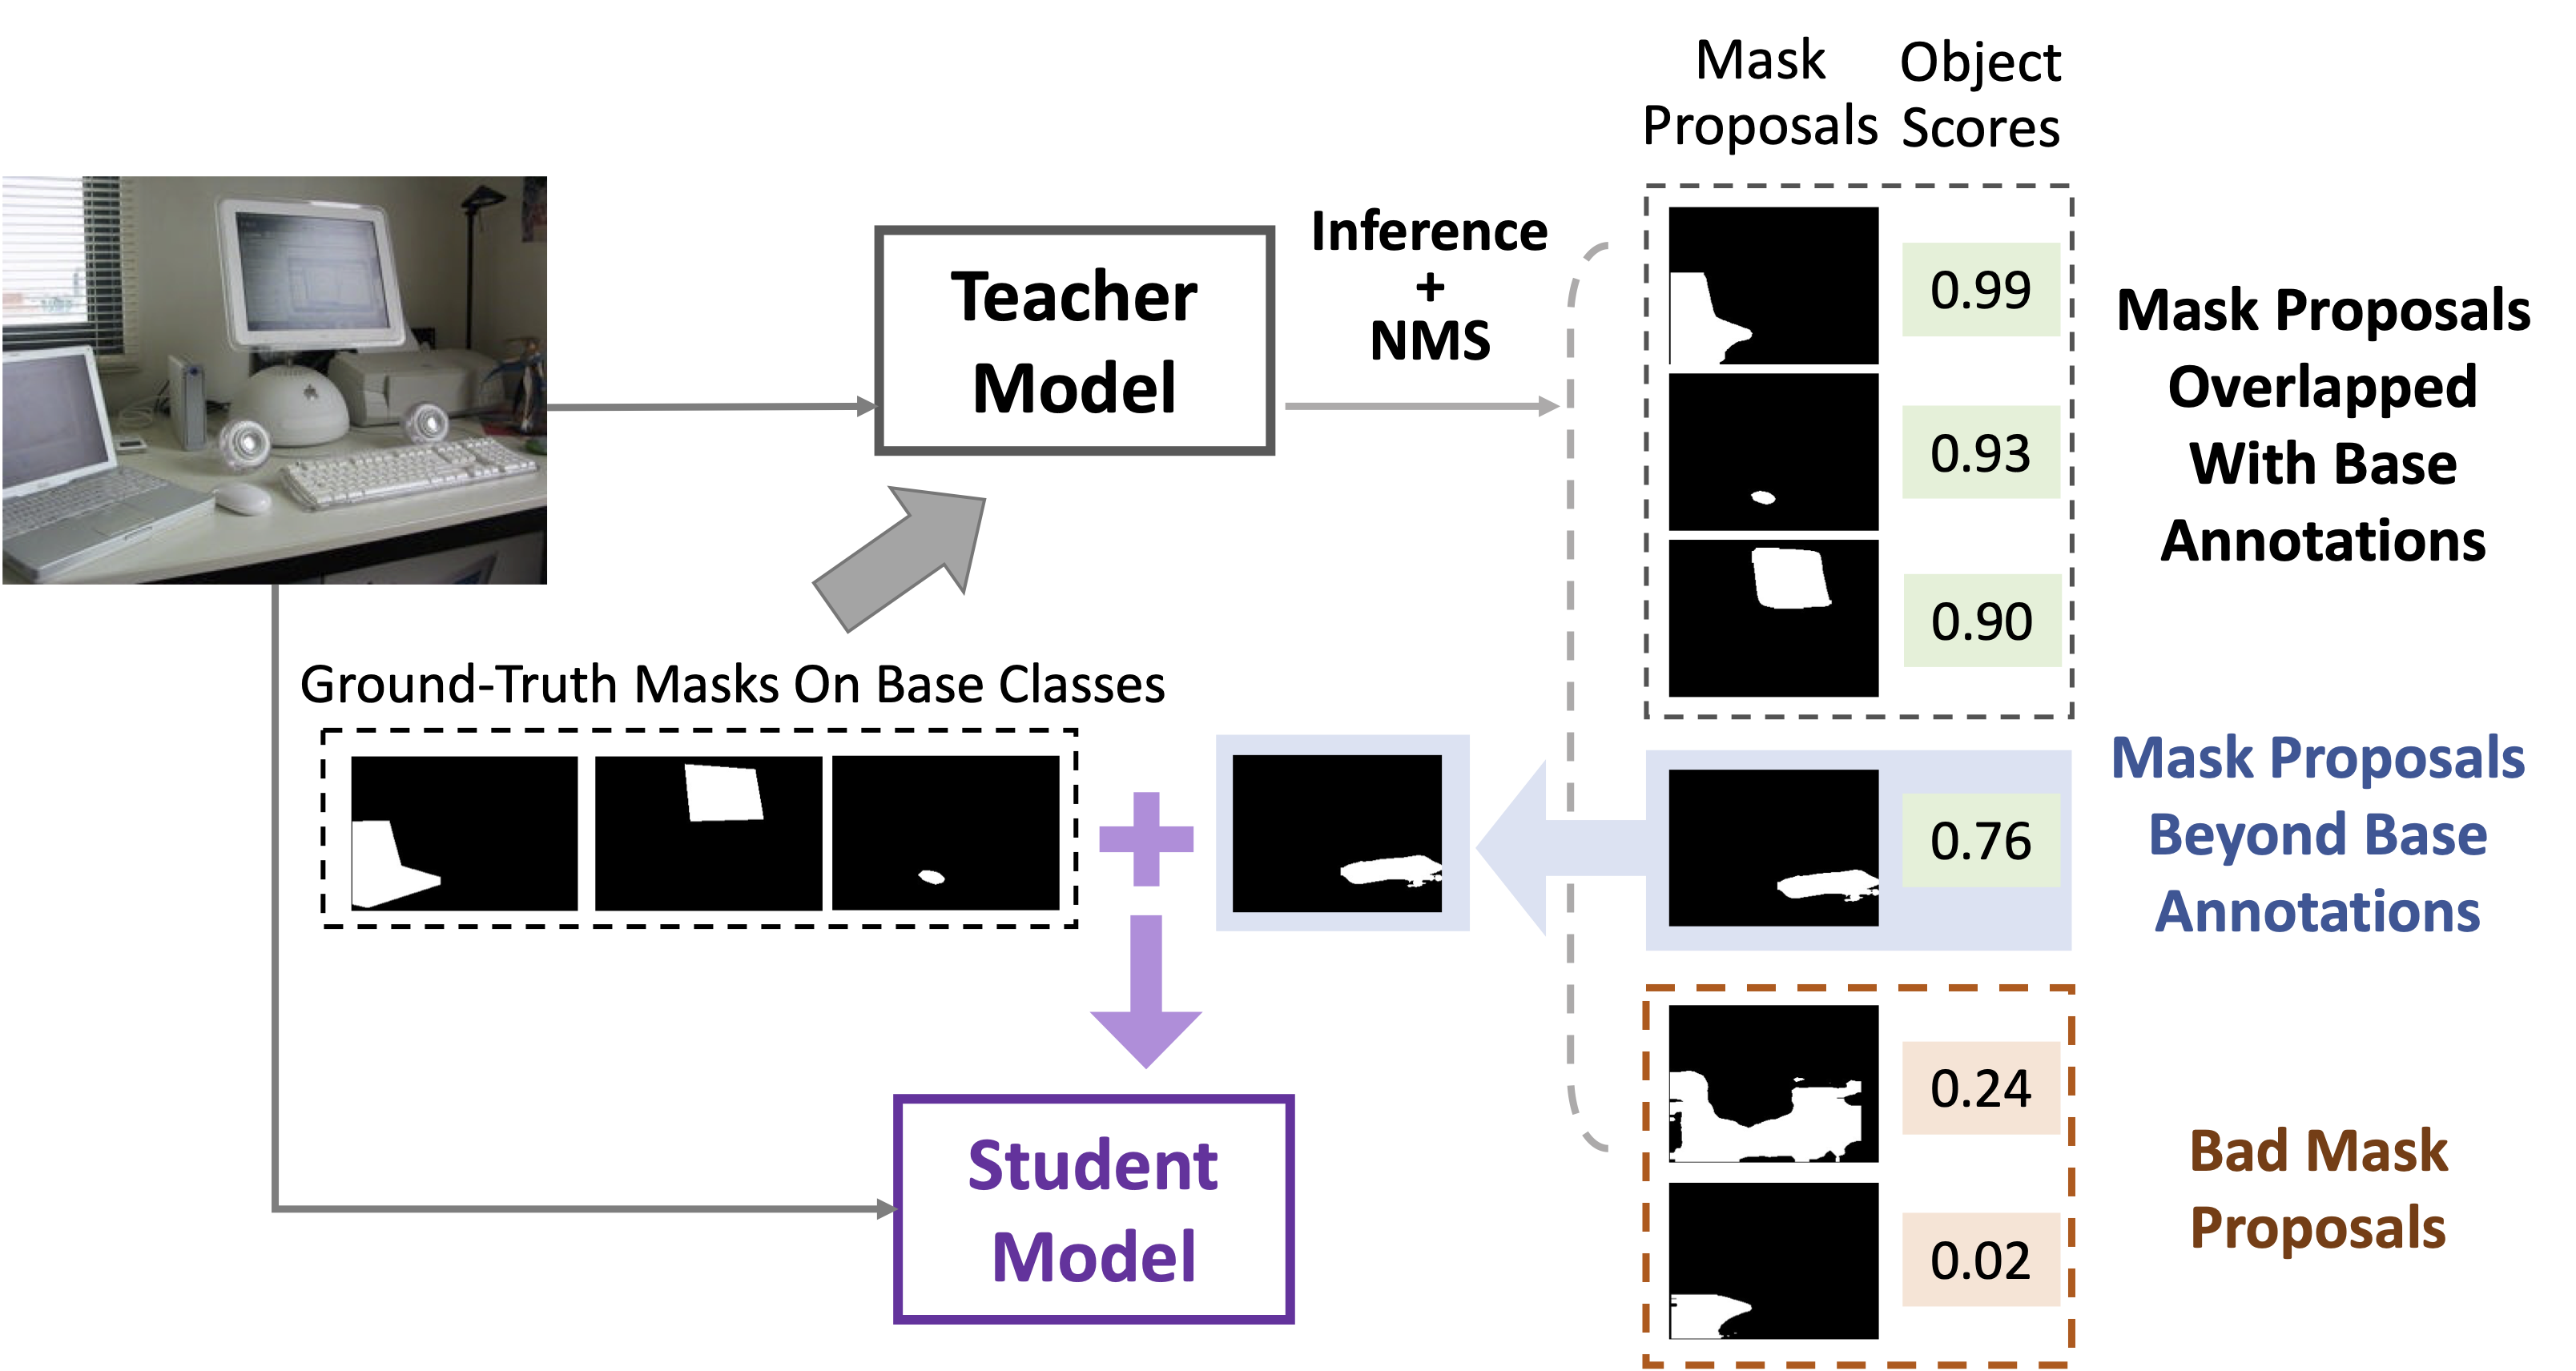 Mask
Proposals
Object
Scores
Teacher
Model
Inference
+
NMS
0.99
0.93
0.90
Mask Proposals
Overlapped
With Base
Annotations
Ground-Truth Masks On Base Classes
0.76
Mask Proposals
Beyond Base
Annotations
Student
Model
0.24
0.02
Bad Mask
Proposals